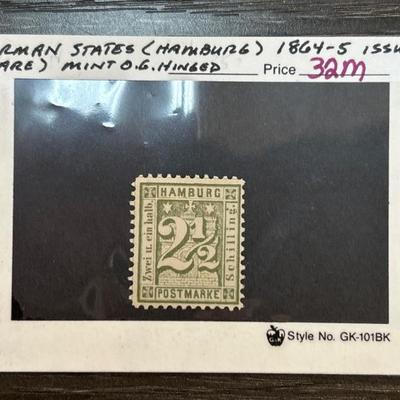 RMAN STATES (HAMBURG) 1864-5 ISSU
ARE) MINT O.G. HINGED Price 32M
HAMBURG
Zwei u. ein halb.
2 1/2
Schilling.
POSTMARKE
Style No. GK-101BK